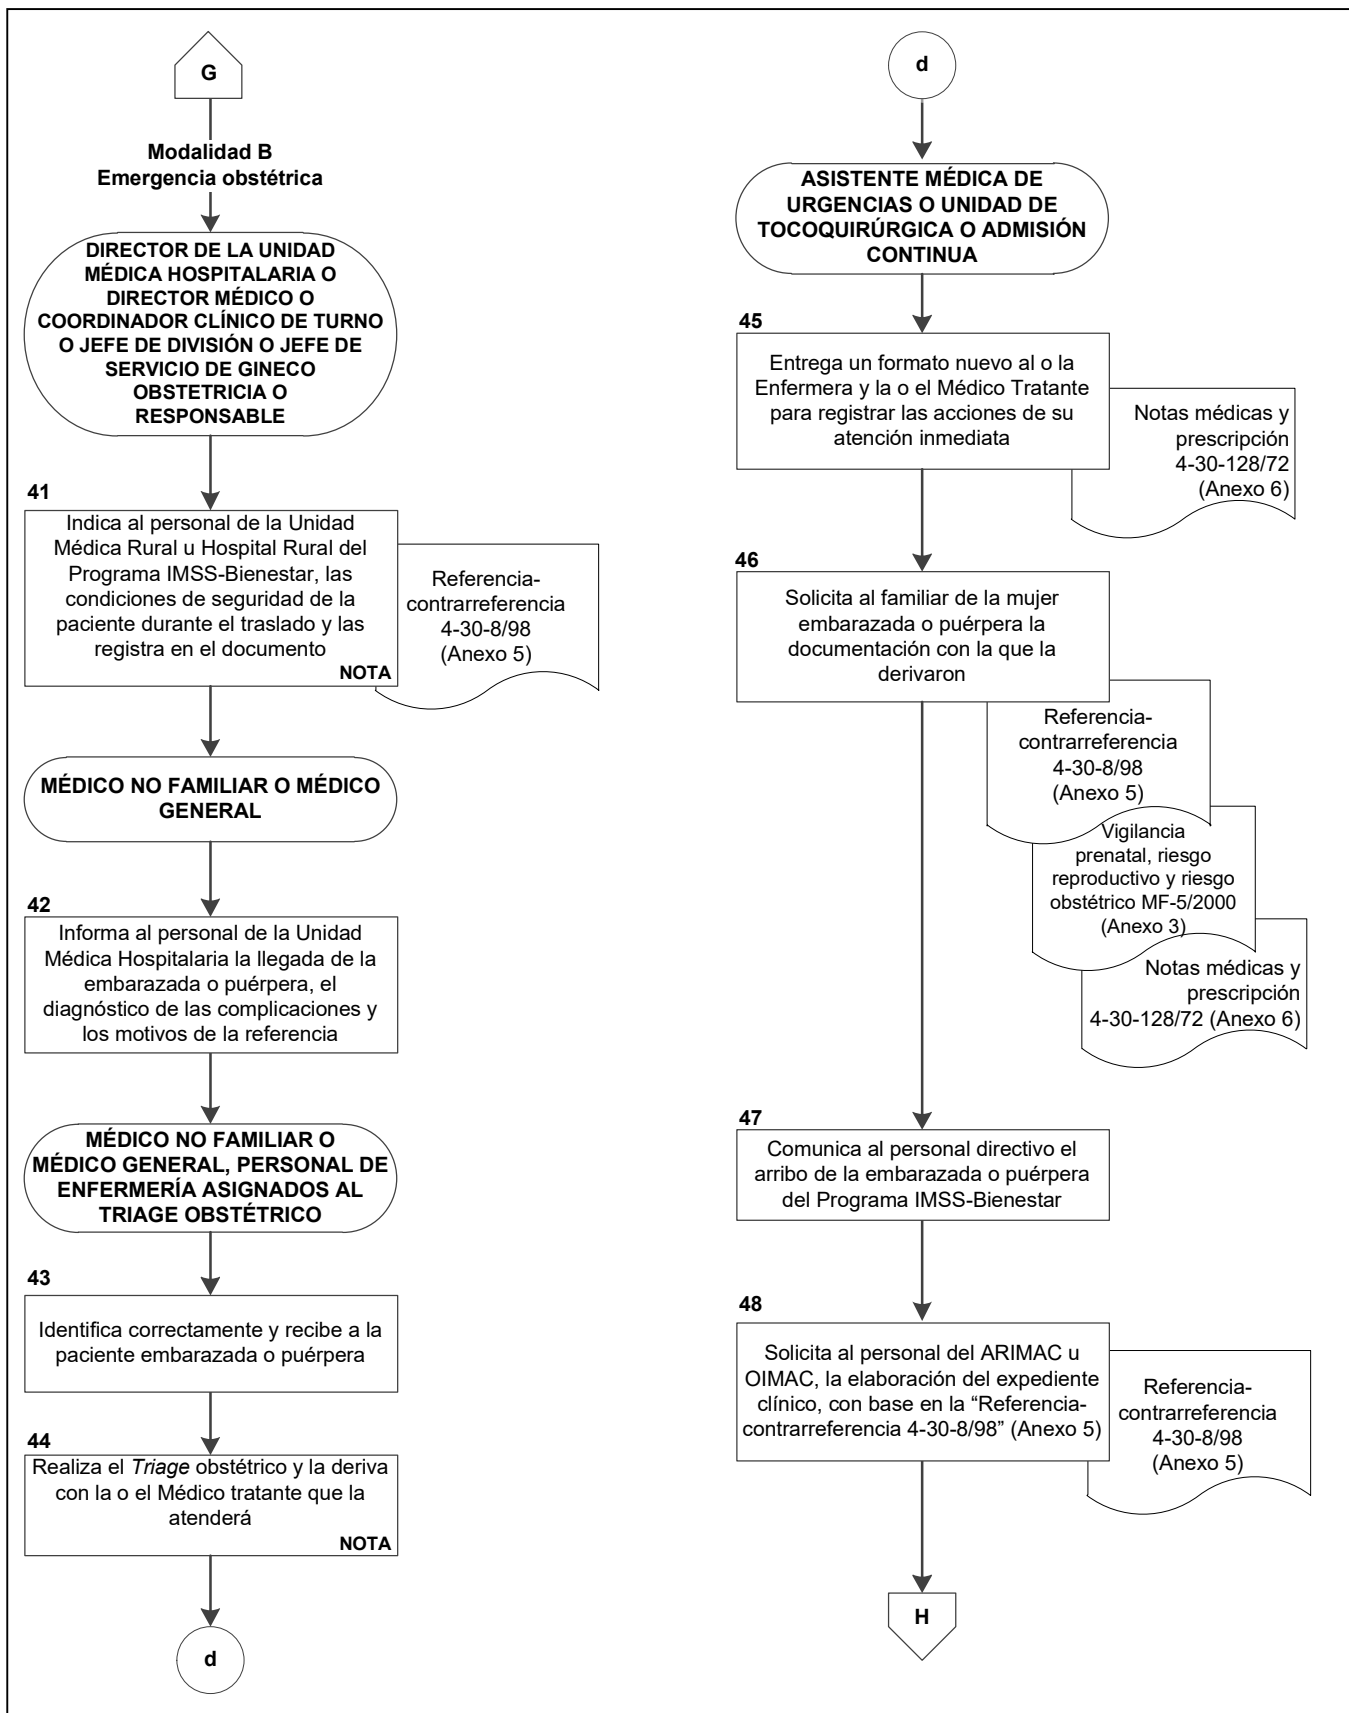 G
Modalidad B
Emergencia obstétrica
DIRECTOR DE LA UNIDAD
MÉDICA HOSPITALARIA O
DIRECTOR MÉDICO O
COORDINADOR CLÍNICO DE TURNO
O JEFE DE DIVISIÓN O JEFE DE
SERVICIO DE GINECO
OBSTETRICIA O
RESPONSABLE
41
Indica al personal de la Unidad
Médica Rural u Hospital Rural del
Programa IMSS-Bienestar, las
condiciones de seguridad de la
paciente durante el traslado y las
registra en el documento
NOTA
Referencia-
contrarreferencia
4-30-8/98
(Anexo 5)
MÉDICO NO FAMILIAR O MÉDICO
GENERAL
42
Informa al personal de la Unidad
Médica Hospitalaria la llegada de la
embarazada o puérpera, el
diagnóstico de las complicaciones y
los motivos de la referencia
MÉDICO NO FAMILIAR O
MÉDICO GENERAL, PERSONAL DE
ENFERMERÍA ASIGNADOS AL
TRIAGE OBSTÉTRICO
43
Identifica correctamente y recibe a la
paciente embarazada o puérpera
44
Realiza el Triage obstétrico y la deriva
con la o el Médico tratante que la
atenderá
NOTA
d
d
ASISTENTE MÉDICA DE
URGENCIAS O UNIDAD DE
TOCOQUIRÚRGICA O ADMISIÓN
CONTINUA
45
Entrega un formato nuevo al o la
Enfermera y la o el Médico Tratante
para registrar las acciones de su
atención inmediata
Notas médicas y
prescripción
4-30-128/72
(Anexo 6)
46
Solicita al familiar de la mujer
embarazada o puérpera la
documentación con la que la
derivaron
Referencia-
contrarreferencia
4-30-8/98
(Anexo 5)
Vigilancia
prenatal, riesgo
reproductivo y riesgo
obstétrico MF-5/2000
(Anexo 3)
Notas médicas y
prescripción
4-30-128/72 (Anexo 6)
47
Comunica al personal directivo el
arribo de la embarazada o puérpera
del Programa IMSS-Bienestar
48
Solicita al personal del ARIMAC u
OIMAC, la elaboración del expediente
clínico, con base en la “Referencia-
contrarreferencia 4-30-8/98” (Anexo 5)
Referencia-
contrarreferencia
4-30-8/98
(Anexo 5)
H